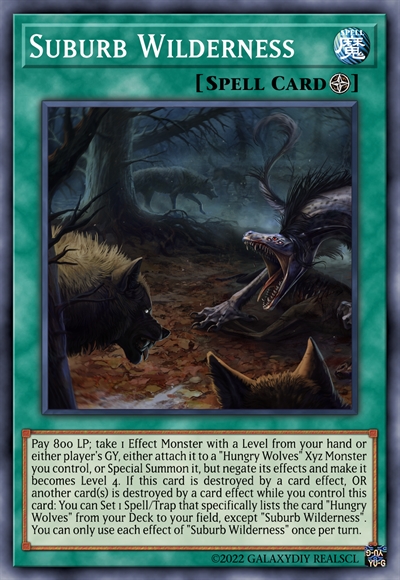 SUBURB WILDERNESS
SPELL
魔
[SPELL CARD]
Pay 800 LP; take 1 Effect Monster with a Level from your hand or
either player's GY, either attach it to a "Hungry Wolves" Xyz Monster
you control, or Special Summon it, but negate its effects and make it
becomes Level 4. If this card is destroyed by a card effect, OR
another card(s) is destroyed by a card effect while you control this
card: You can Set 1 Spell/Trap that specifically lists the card "Hungry
Wolves" from your Deck to your field, except "Suburb Wilderness".
You can only use each effect of "Suburb Wilderness" once per turn.
©2022 GALAXYDIY REALSCL
YU-G